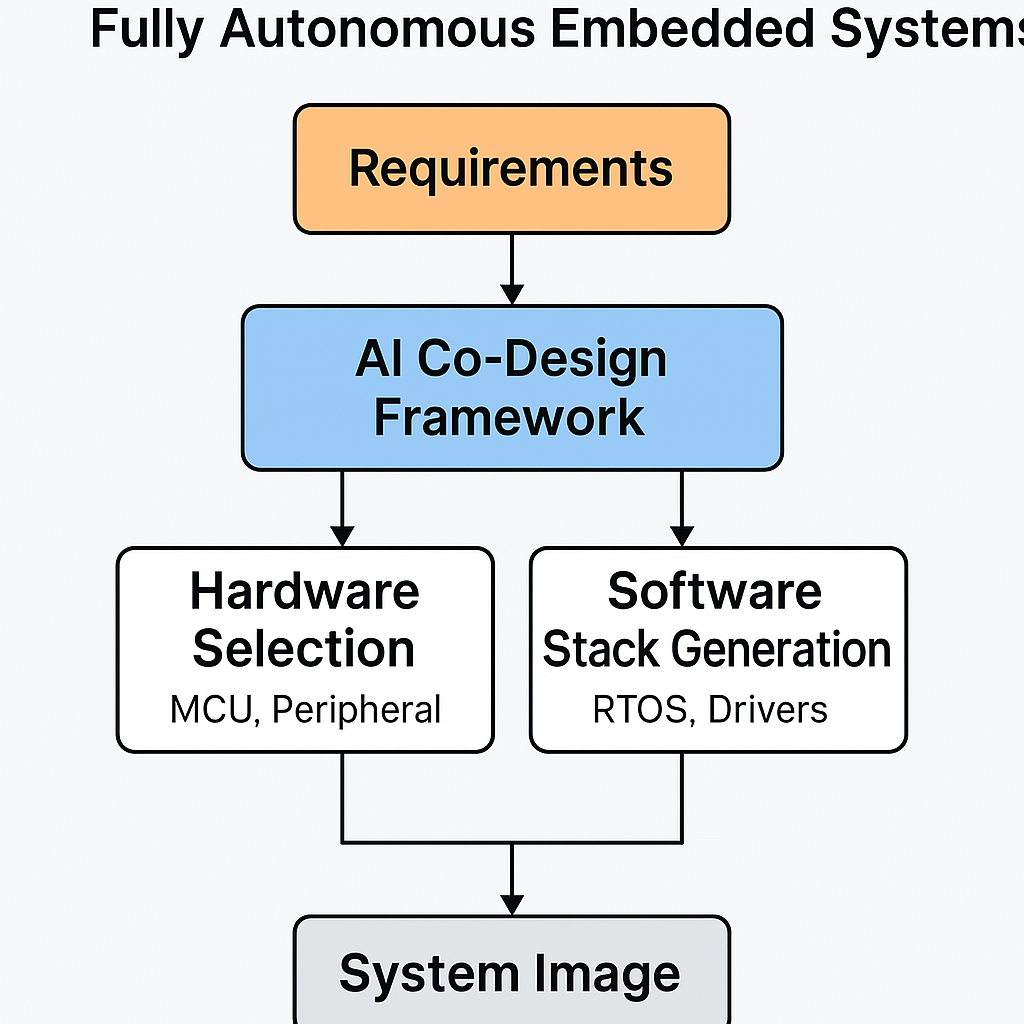 Fully Autonomous Embedded Systems
Requirements
AI Co-Design
Framework
Hardware
Selection
MCU, Peripheral
Software
Stack Generation
RTOS, Drivers
System Image